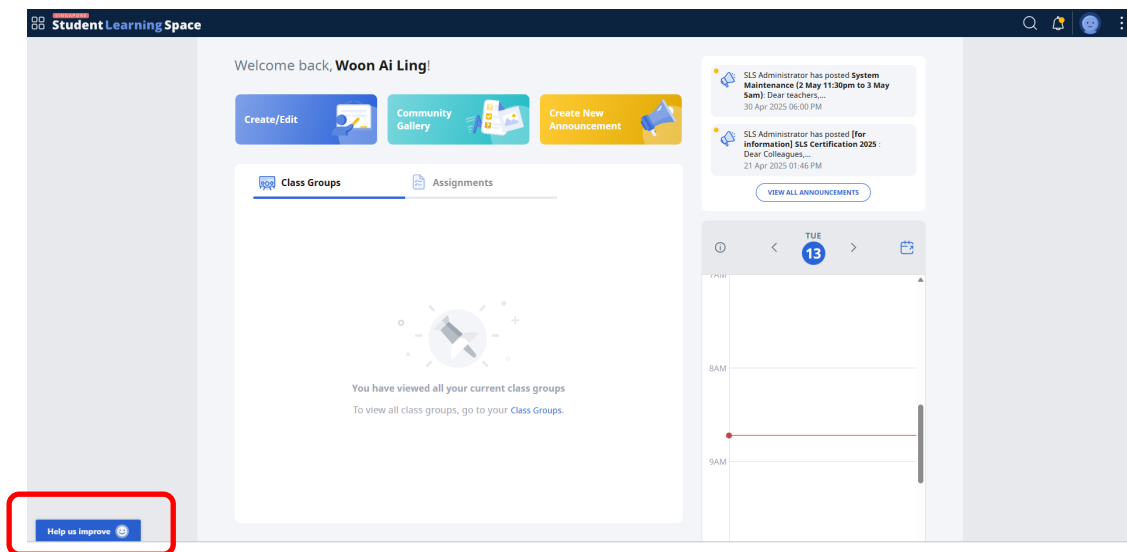 SINGAPORE
Student Learning Space
Welcome back, Woon Ai Ling!
Create/Edit
Community
Gallery
Create New
Announcement
Class Groups
Assignments
You have viewed all your current class groups
To view all class groups, go to your Class Groups.
SLS Administrator has posted System
Maintenance (2 May 11:30pm to 3 May
5am): Dear teachers,...
30 Apr 2025 06:00 PM
SLS Administrator has posted [for
information] SLS Certification 2025 :
Dear Colleagues,...
21 Apr 2025 01:46 PM
VIEW ALL ANNOUNCEMENTS
TUE
13
7AM
8AM
9AM
Help us improve